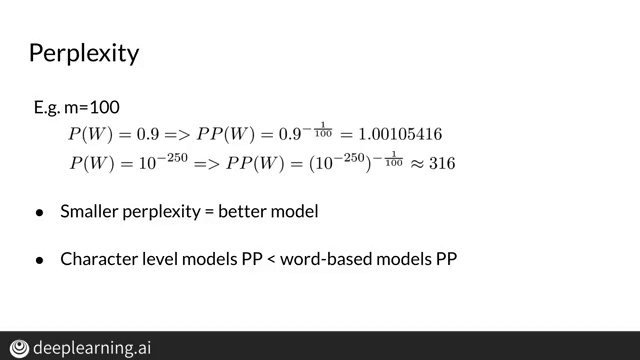 Perplexity
E.g. m=100
P(W) = 0.9 => PP(W) = 0.9^{-\frac{1}{100}} = 1.00105416
P(W) = 10^{-250} => PP(W) = (10^{-250})^{-\frac{1}{100}} ≈ 316
● Smaller perplexity = better model
● Character level models PP < word-based models PP
deeplearning.ai